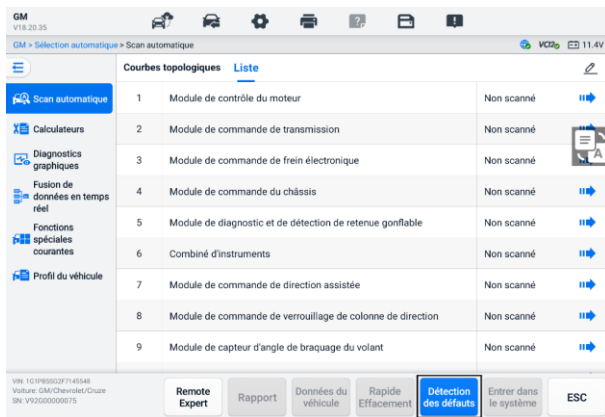 GM
V18.20.35
GM > Sélection automatique > Scan automatique
VCI 11.4V
Courbes topologiques Liste
Scan automatique
Calculateurs
Diagnostics
graphiques
Fusion de
données en temps
réel
Fonctions
spéciales
courantes
Profil du véhicule
1 Module de contrôle du moteur Non scanné
2 Module de commande de transmission Non scanné
3 Module de commande de frein électronique Non scanné
4 Module de commande du châssis Non scanné
5 Module de diagnostic et de détection de retenue gonflable Non scanné
6 Combiné d'instruments Non scanné
7 Module de commande de direction assistée Non scanné
8 Module de commande de verrouillage de colonne de direction Non scanné
9 Module de capteur d'angle de braquage du volant Non scanné
A
Voiture: GM/Chevrolet/Cruze
SN: V92G00000075
Remote
Expert
Rapport
Données du
véhicule
Rapide
Effacement
Détection
des défauts
Entrer dans
le système
ESC